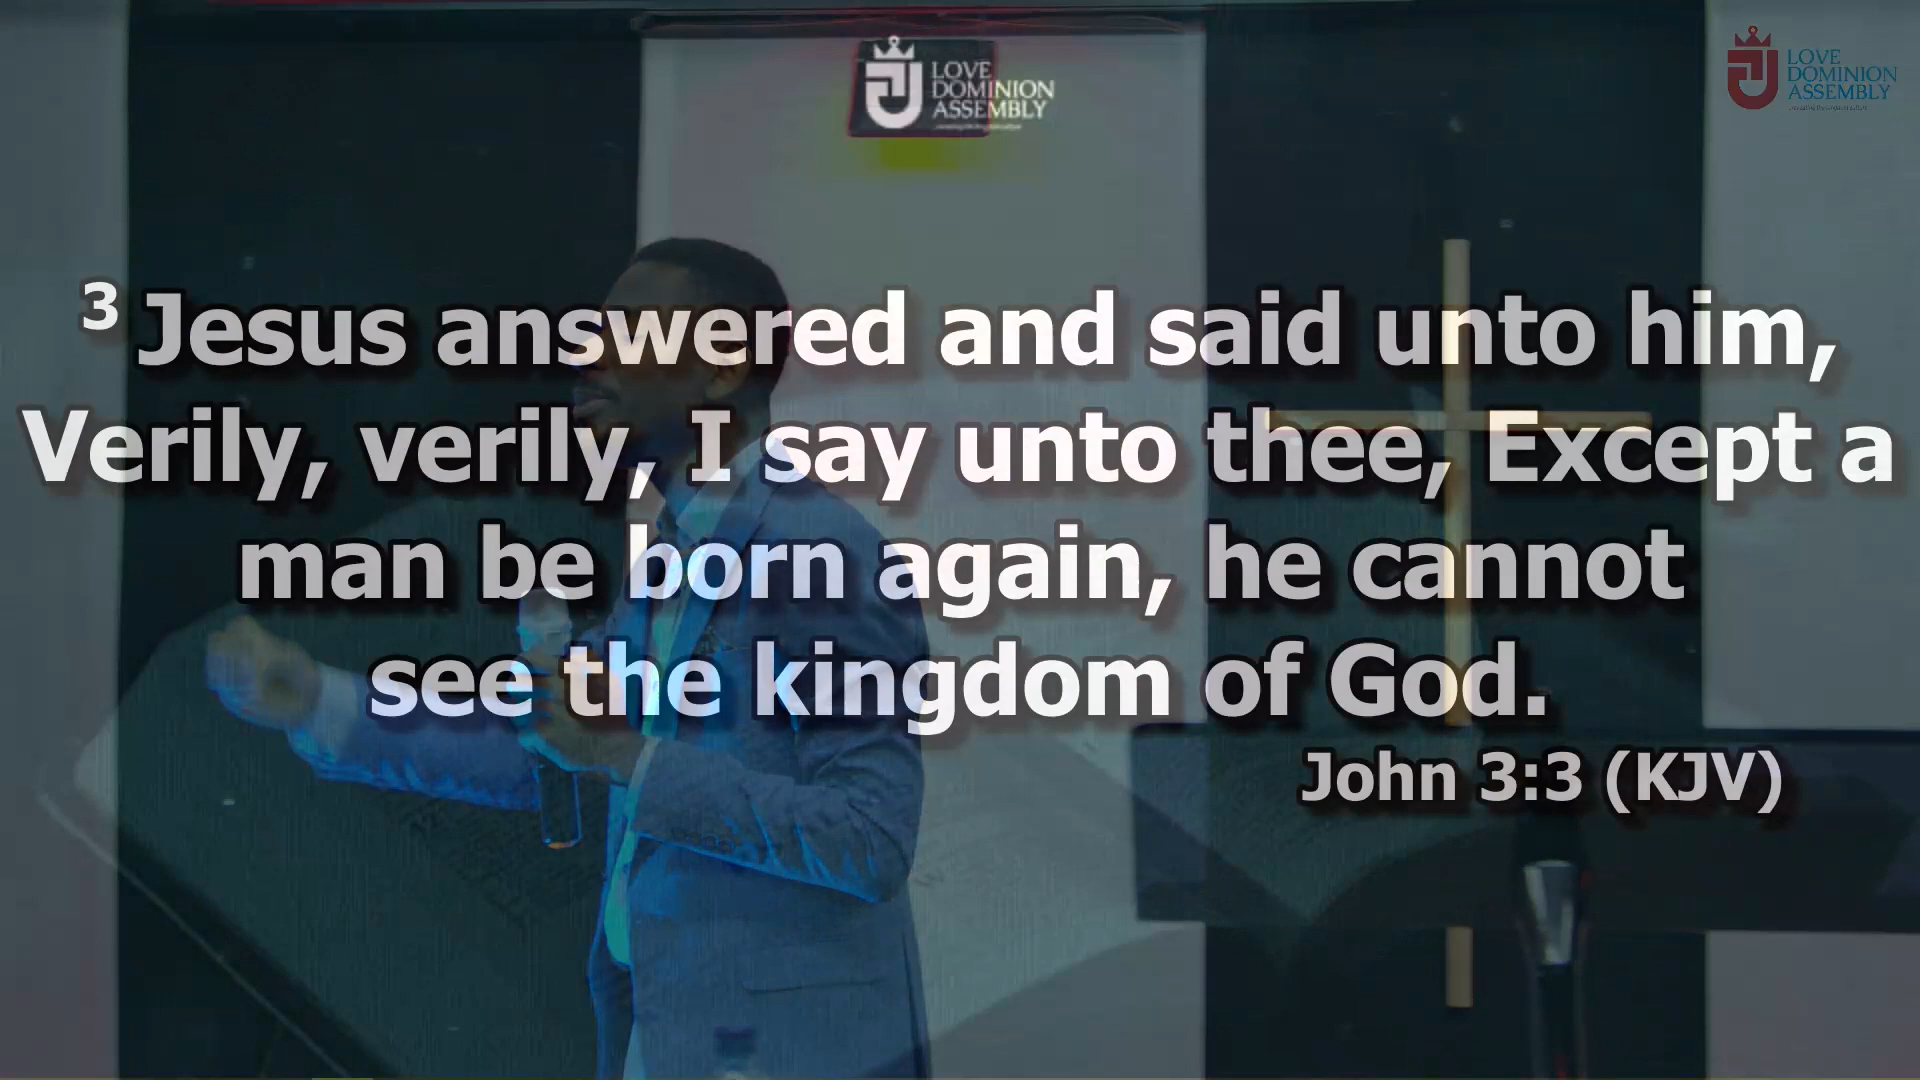 LOVE
DOMINION
ASSEMBLY
LOVE
DOMINION
ASSEMBLY
3 Jesus answered and said unto him,
Verily, verily, I say unto thee, Except a
man be born again, he cannot
see the kingdom of God.
John 3:3 (KJV)